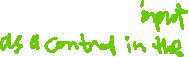 input
as a control in the